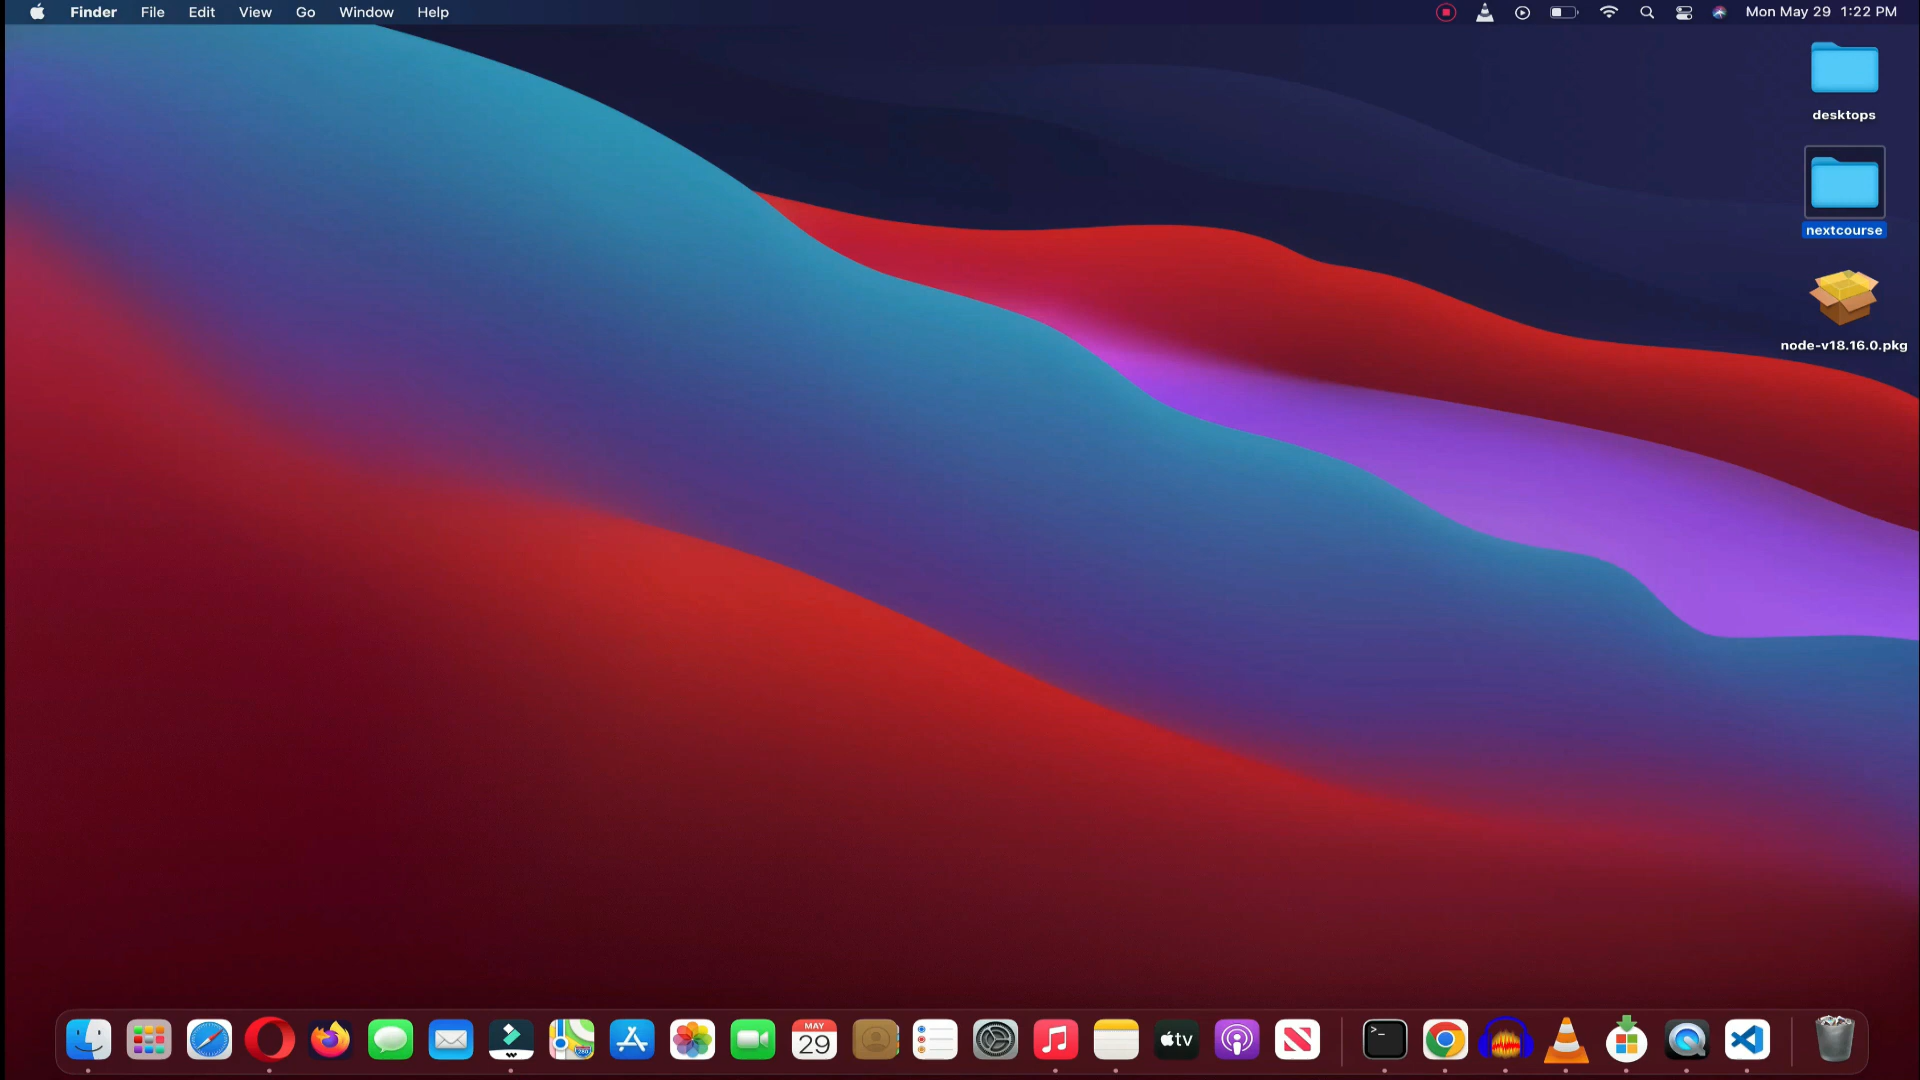 Finder File Edit View Go Window Help Mon May 29 1:22 PM
desktops
nextcourse
node-v18.16.0.pkg
MAY
29
tv
>_